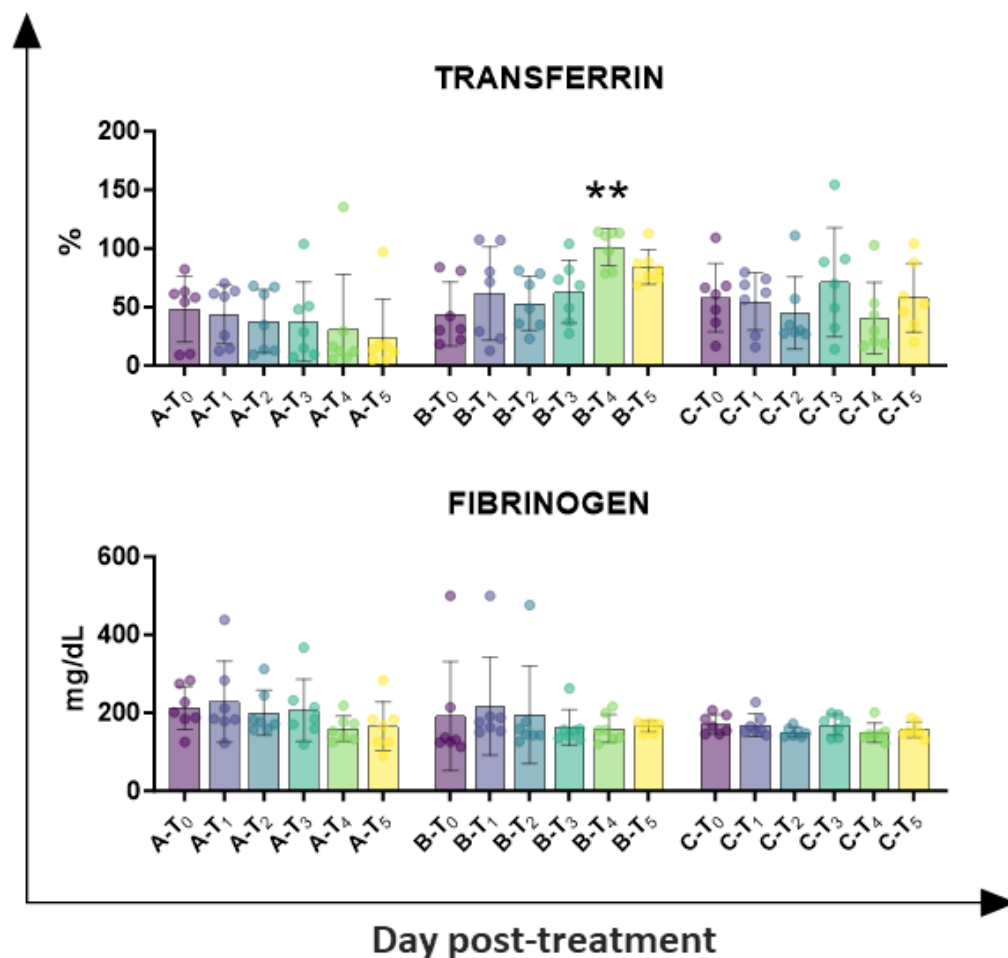 TRANSFERRIN
200
150
100
50
0
%
**
A-T₀ A-T₁ A-T₂ A-T₃ A-T₄ A-T₅ B-T₀ B-T₁ B-T₂ B-T₃ B-T₄ B-T₅ C-T₀ C-T₁ C-T₂ C-T₃ C-T₄ C-T₅
FIBRINOGEN
600
400
200
0
mg/dL
A-T₀ A-T₁ A-T₂ A-T₃ A-T₄ A-T₅ B-T₀ B-T₁ B-T₂ B-T₃ B-T₄ B-T₅ C-T₀ C-T₁ C-T₂ C-T₃ C-T₄ C-T₅
Day post-treatment